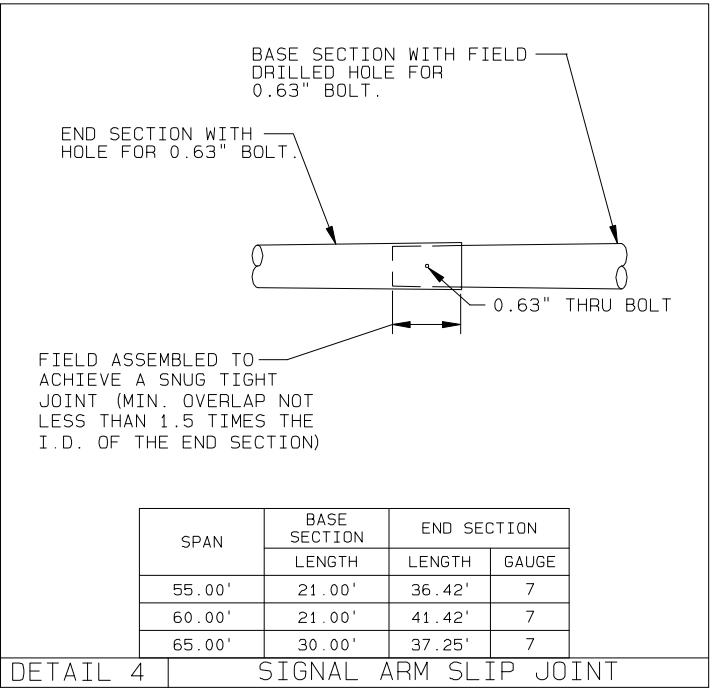 BASE SECTION WITH FIELD
DRILLED HOLE FOR
0.63" BOLT.
END SECTION WITH
HOLE FOR 0.63" BOLT.
0.63" THRU BOLT
FIELD ASSEMBLED TO
ACHIEVE A SNUG TIGHT
JOINT (MIN. OVERLAP NOT
LESS THAN 1.5 TIMES THE
I.D. OF THE END SECTION)
SPAN
BASE
SECTION
END SECTION
LENGTH LENGTH GAUGE
55.00' 21.00' 36.42' 7
60.00' 21.00' 41.42' 7
65.00' 30.00' 37.25' 7
DETAIL 4 SIGNAL ARM SLIP JOINT